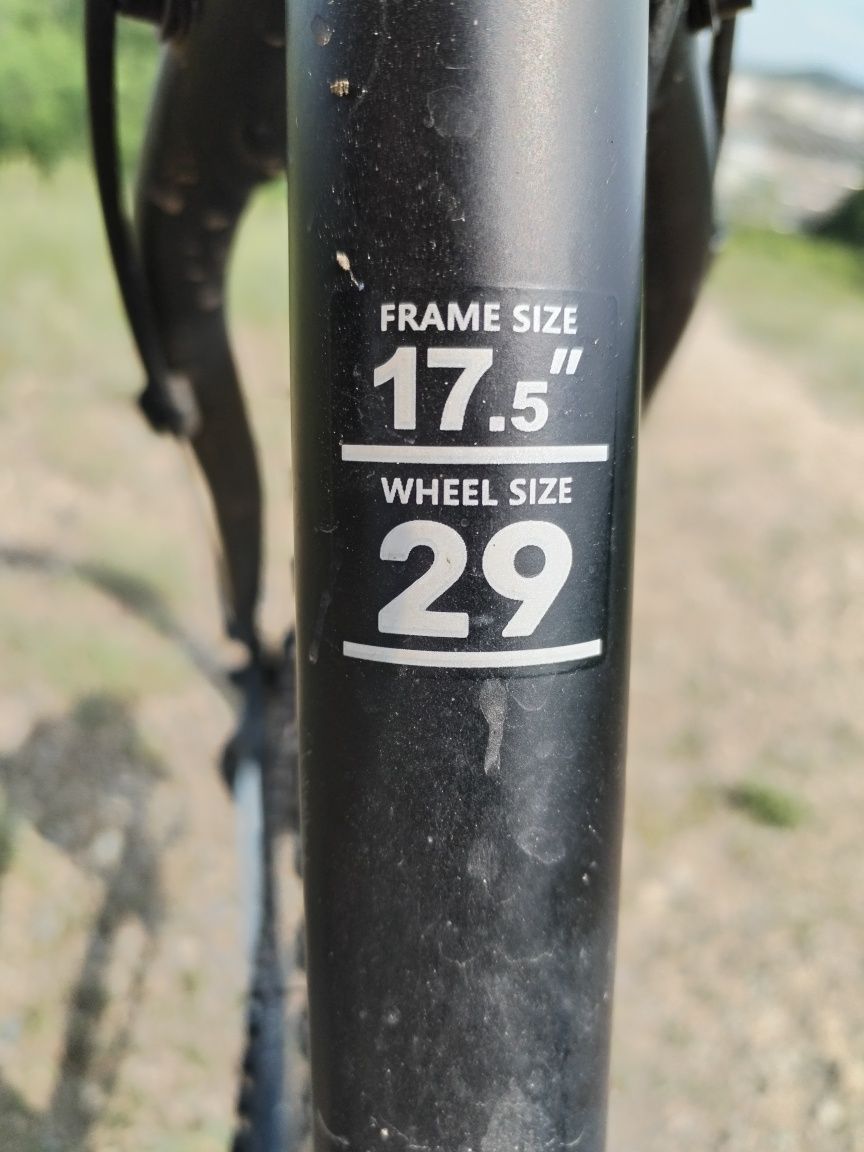 FRAME SIZE
17.5"
WHEEL SIZE
29